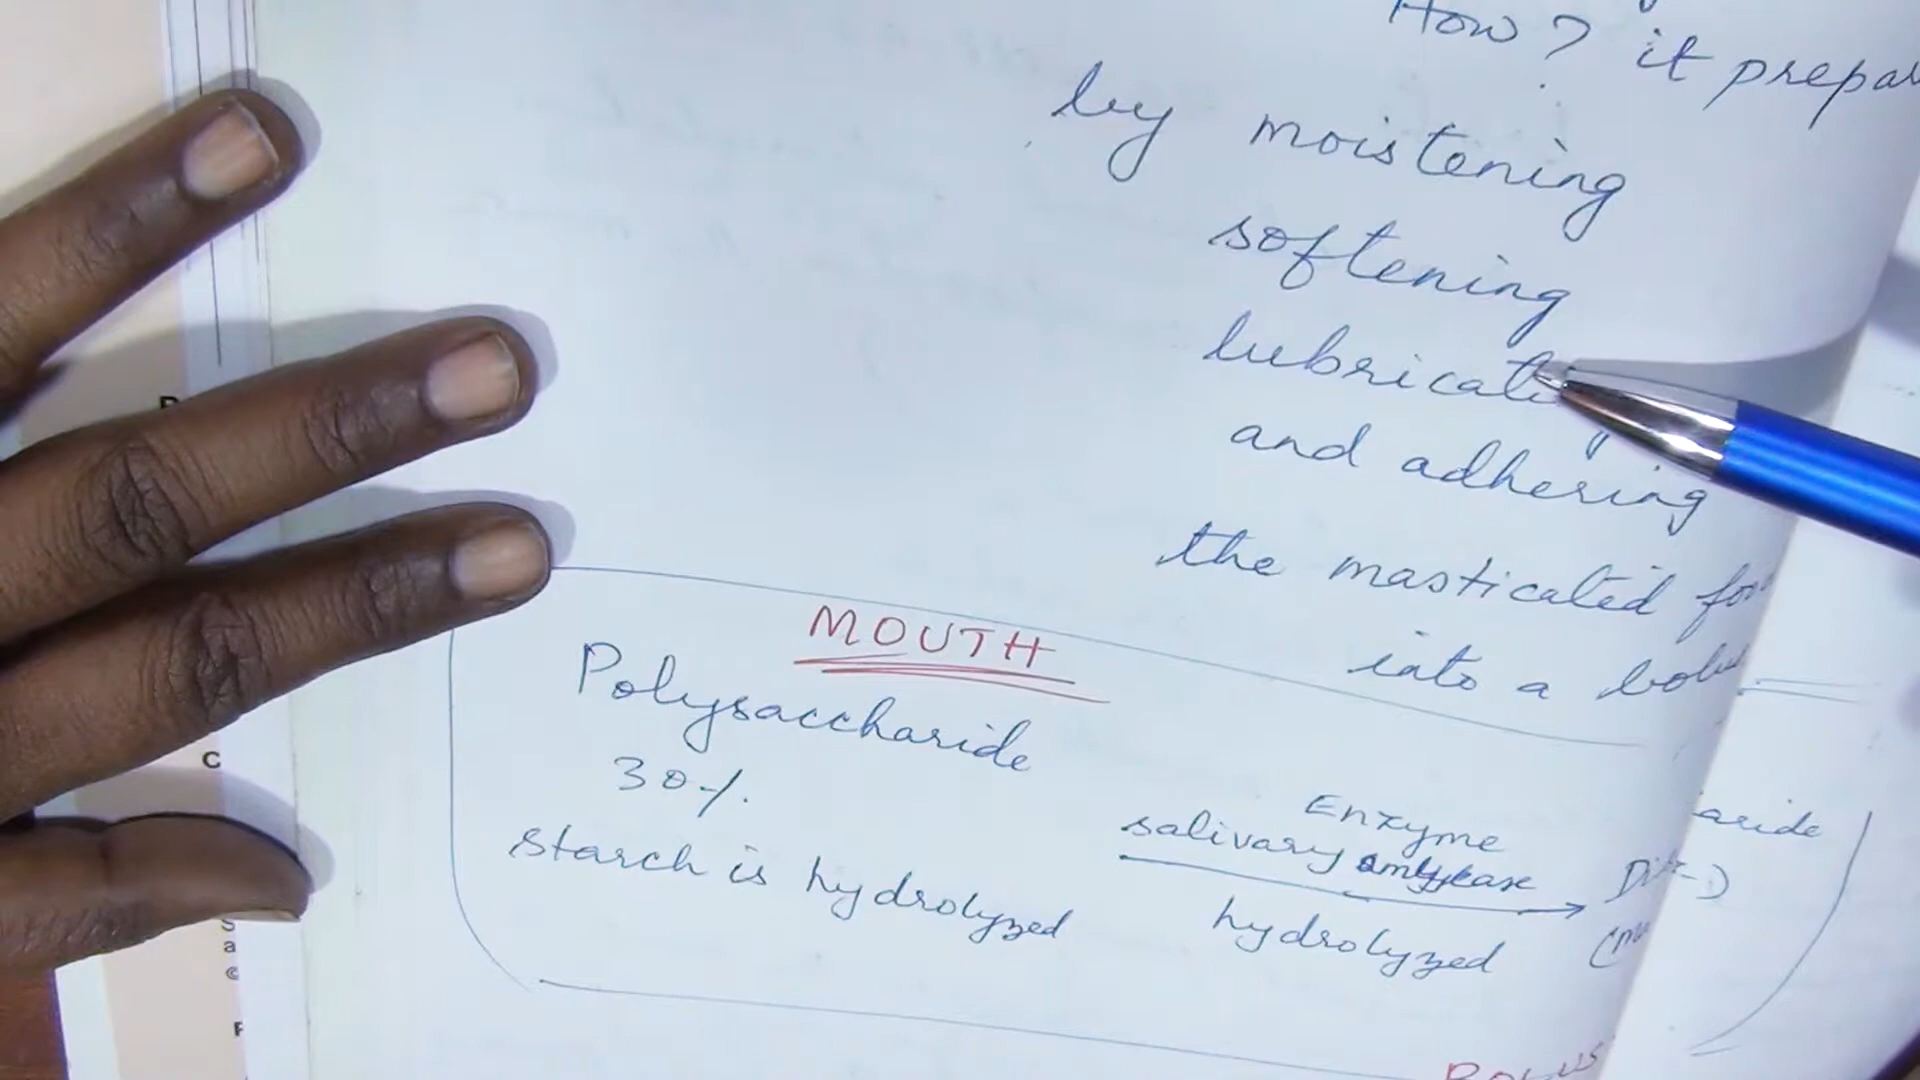 How? it
by moistening
softening
and adhering
the masticated
into a
MOUTH
Polysaccharide
30%
starch is hydrolyzed
Enzyme
salivary amylase
hydrolyzed